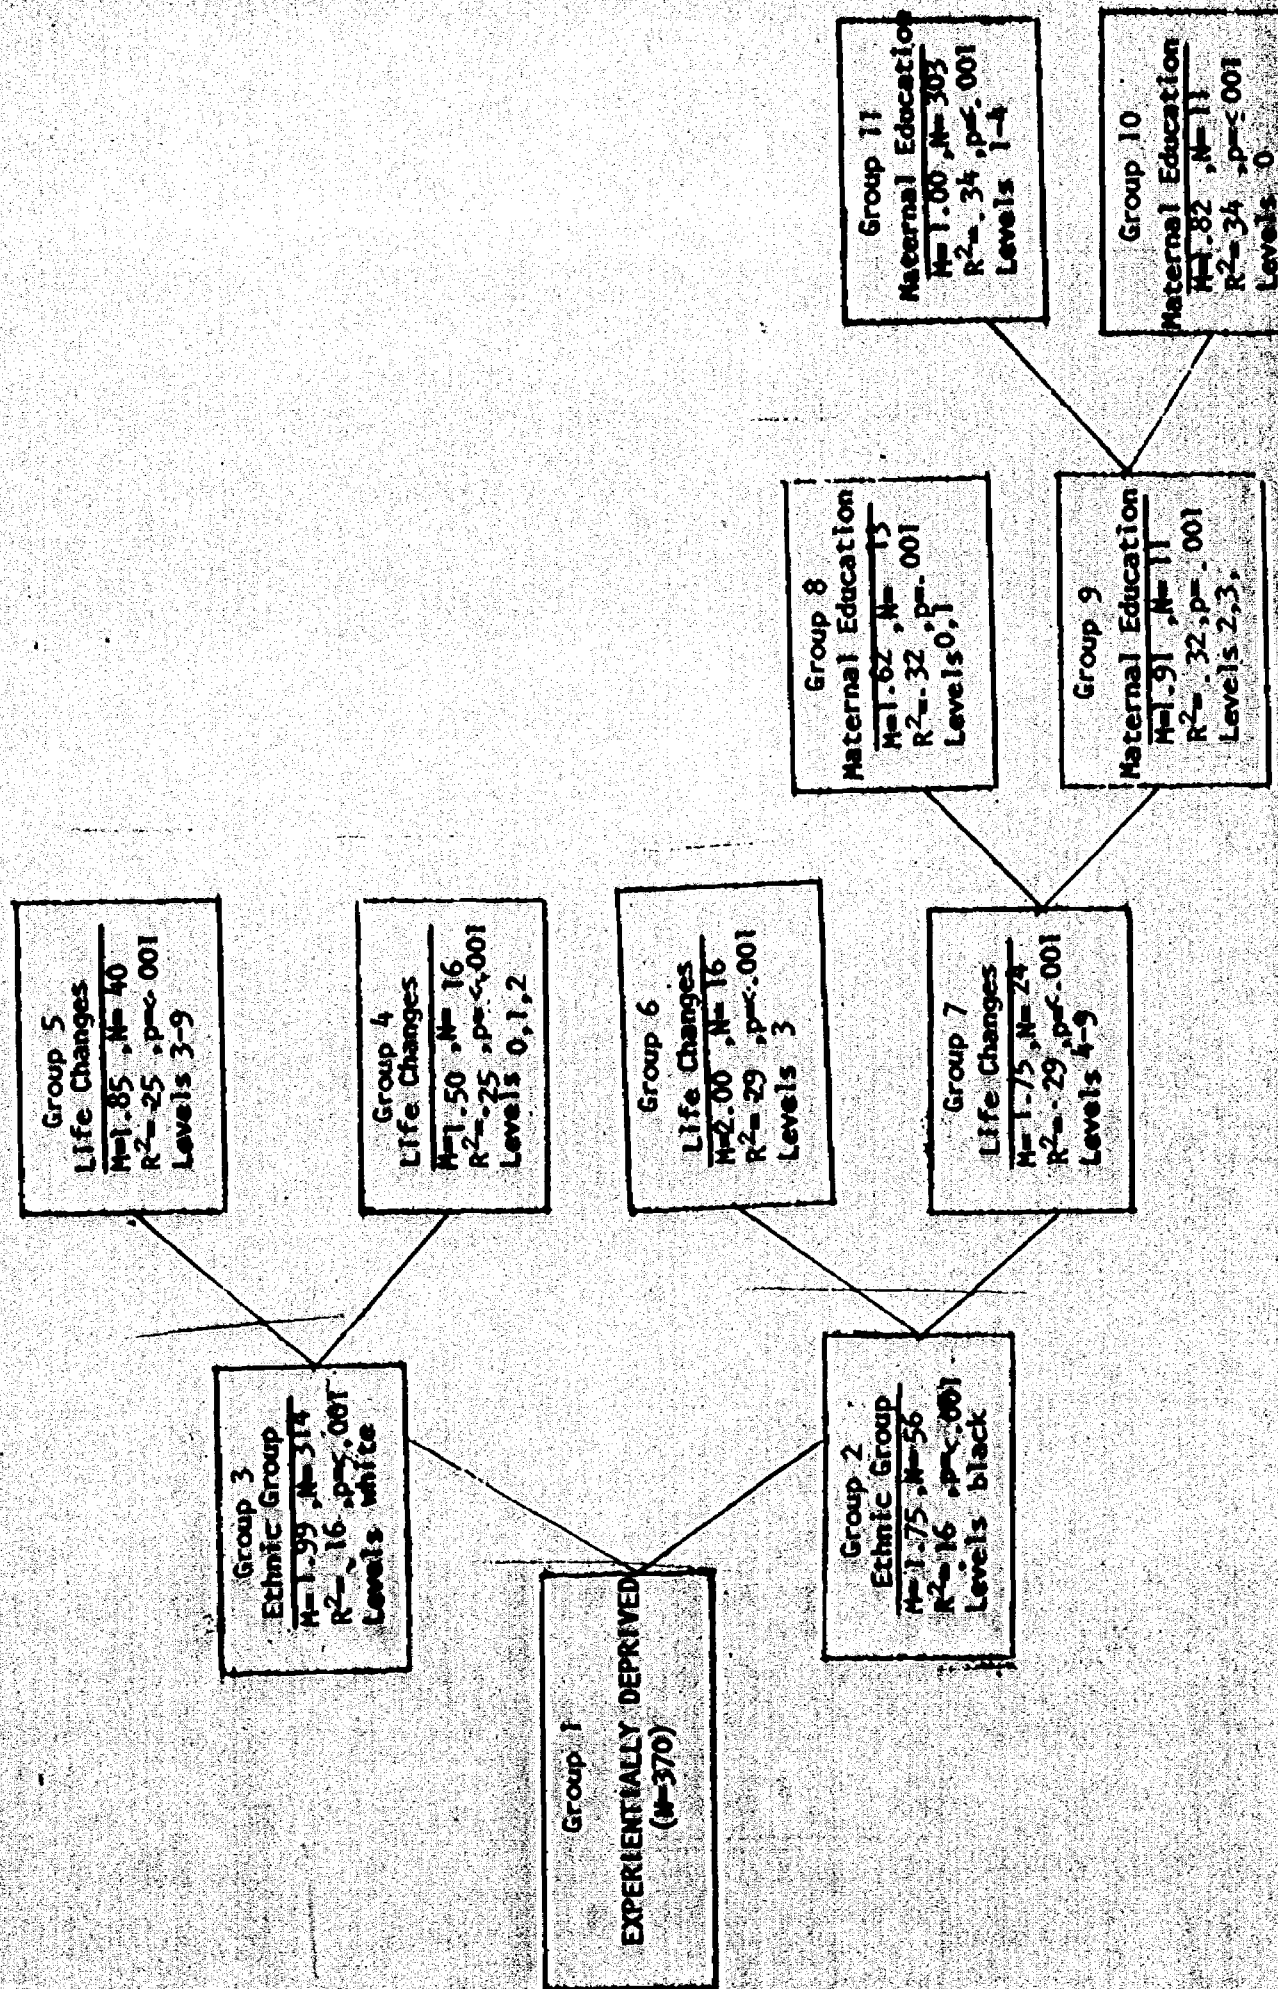 Group 1
EXPERIENTIALLY DEPRIVED
(N=370)
Group 3
Ethnic Group
M=1.99 ,N=314
R²=.16 ,p=<.001
Levels white
Group 2
Ethnic Group
M=1.75 ,N=56
R²=.16 ,p=<.001
Levels black
Group 5
Life Changes
M=1.85 ,N=40
R²=.25 ,p=<.001
Levels 3-9
Group 4
Life Changes
M=1.50 ,N=16
R²=.25 ,p=<.001
Levels 0,1,2
Group 6
Life Changes
M=2.00 ,N=16
R²=.29 ,p=<.001
Levels 3
Group 7
Life Changes
M=1.75 ,N=24
R²=.29 ,p=<.001
Levels 4-9
Group 8
Maternal Education
M=1.62 ,N= 13
R²=.32 ,p=.001
Levels 0,1
Group 9
Maternal Education
M=1.91 ,N=11
R²=.32,p=.001
Levels 2,3,
Group 11
Maternal Education
M=1.00 ,N=303
R²=.34 ,p=<.001
Levels 1-4
Group 10
Maternal Education
M=1.82 ,N=11
R²=.34 ,p=<.001
Levels 0